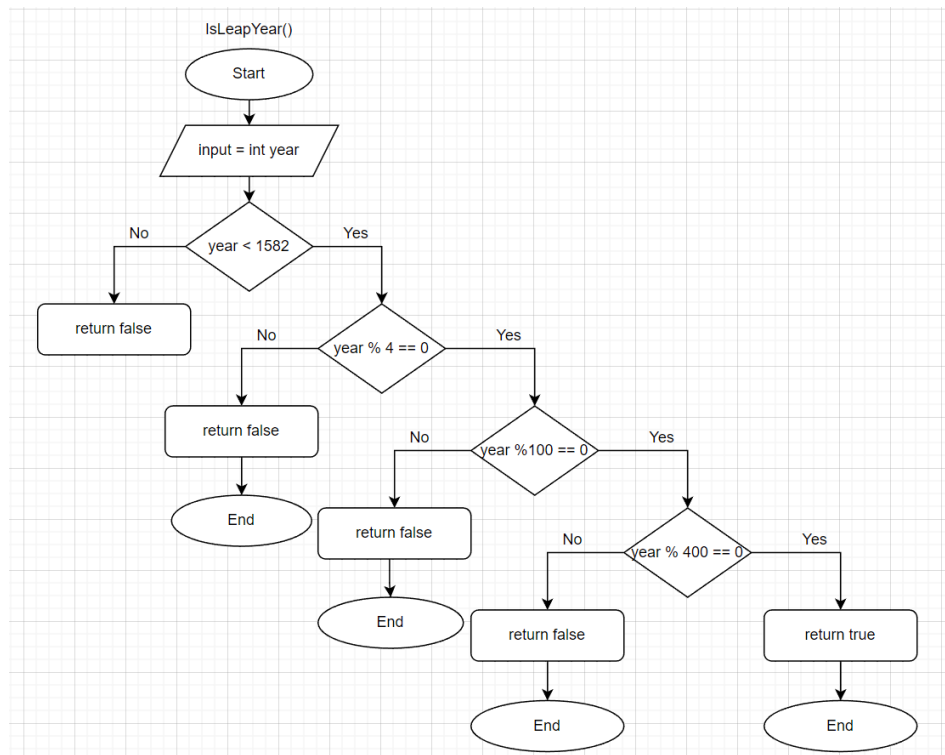 IsLeapYear()
Start
input = int year
year < 1582
No
Yes
return false
year % 4 == 0
No
Yes
return false
End
year %100 == 0
No
Yes
return false
End
year % 400 == 0
No
Yes
return false
return true
End
End